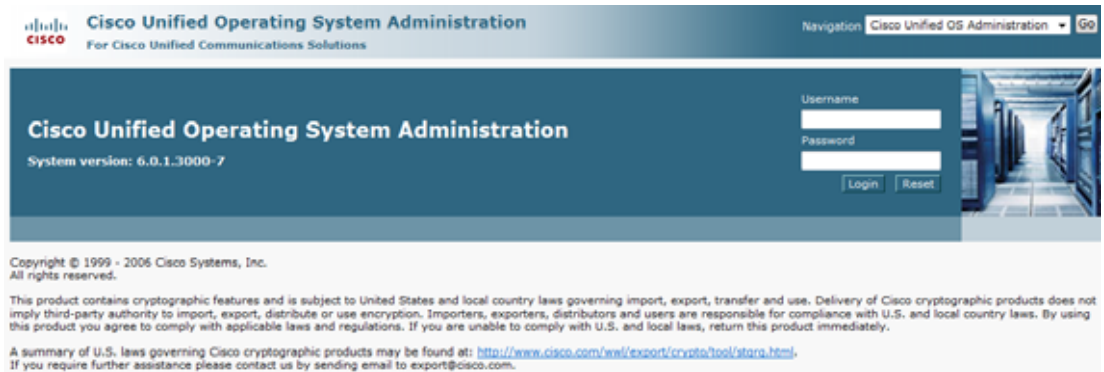 Cisco Unified Operating System Administration
CISCO
For Cisco Unified Communications Solutions
Navigation Cisco Unified OS Administration Go
Cisco Unified Operating System Administration
System version: 6.0.1.3000-7
Username
Password
Login Reset
Copyright © 1999 - 2006 Cisco Systems, Inc.
All rights reserved.
This product contains cryptographic features and is subject to United States and local country laws governing import, export, transfer and use. Delivery of Cisco cryptographic products does not
imply third-party authority to import, export, distribute or use encryption. Importers, exporters, distributors and users are responsible for compliance with U.S. and local country laws. By using
this product you agree to comply with applicable laws and regulations. If you are unable to comply with U.S. and local laws, return this product immediately.
A summary of U.S. laws governing Cisco cryptographic products may be found at: http://www.cisco.com/wwl/export/crypto/tool/stqrg.html.
If you require further assistance please contact us by sending email to export@cisco.com.